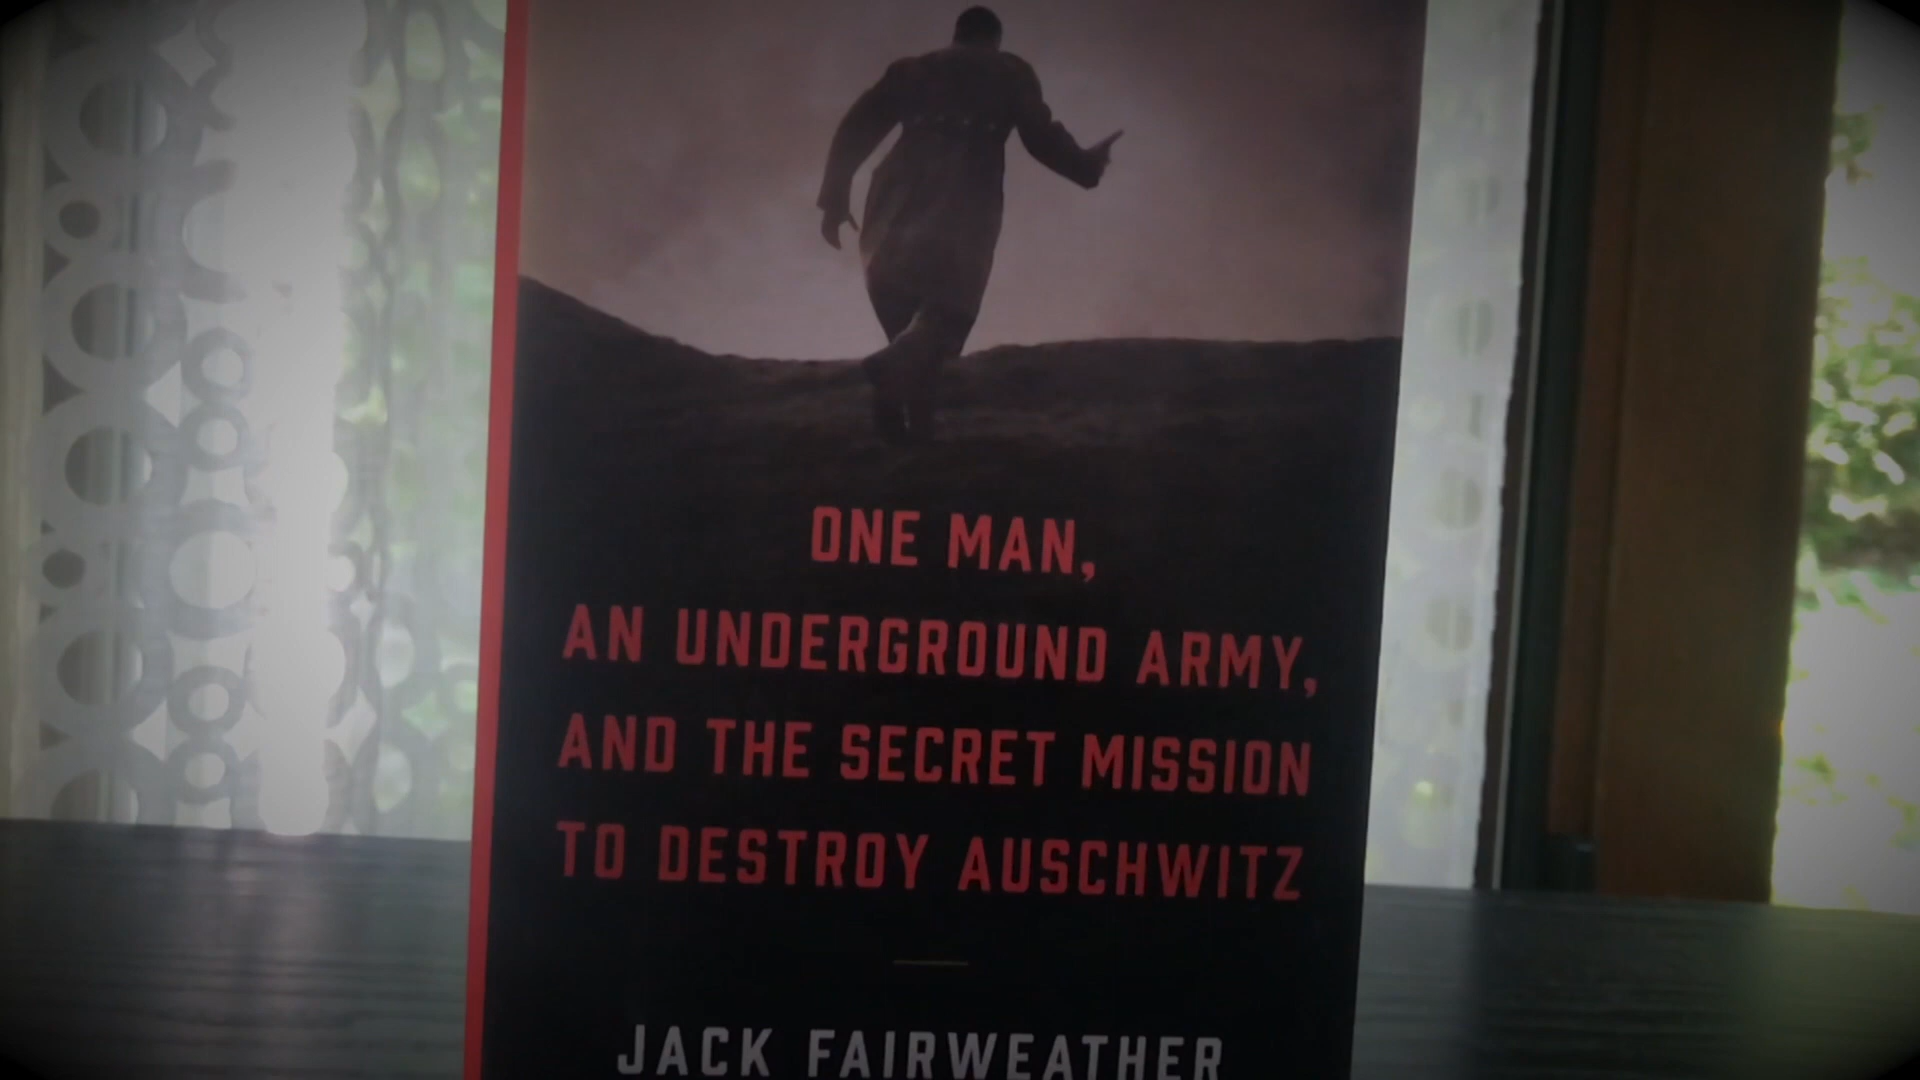 ONE MAN,
AN UNDERGROUND ARMY,
AND THE SECRET MISSION
TO DESTROY AUSCHWITZ
JACK FAIRWEATHER